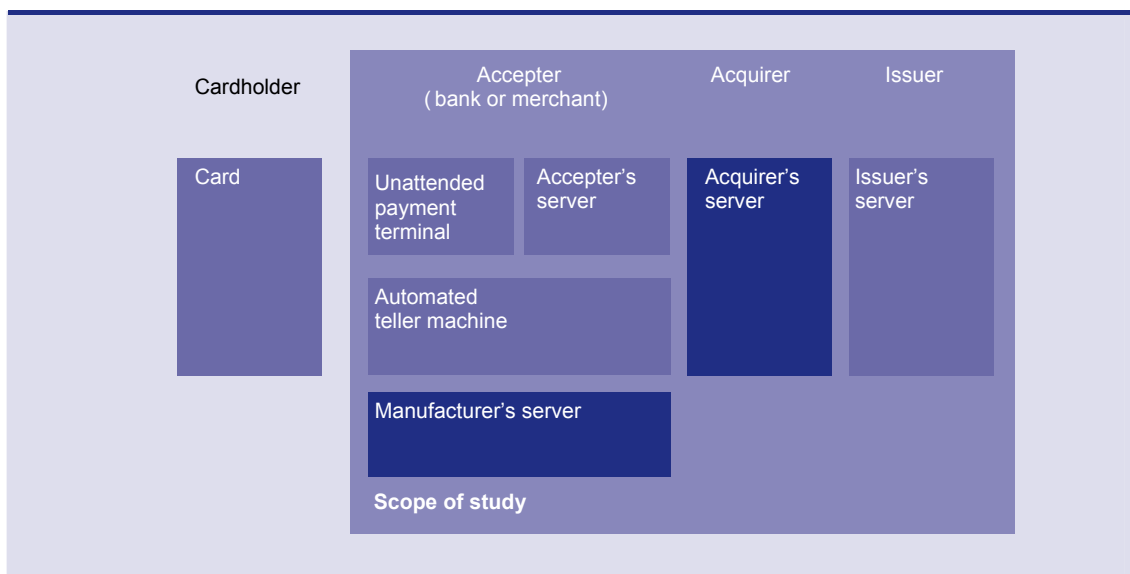 Cardholder
Accepter
( bank or merchant)
Acquirer
Issuer
Card
Unattended
payment
terminal
Accepter’s
server
Acquirer’s
server
Issuer’s
server
Automated
teller machine
Manufacturer’s server
Scope of study